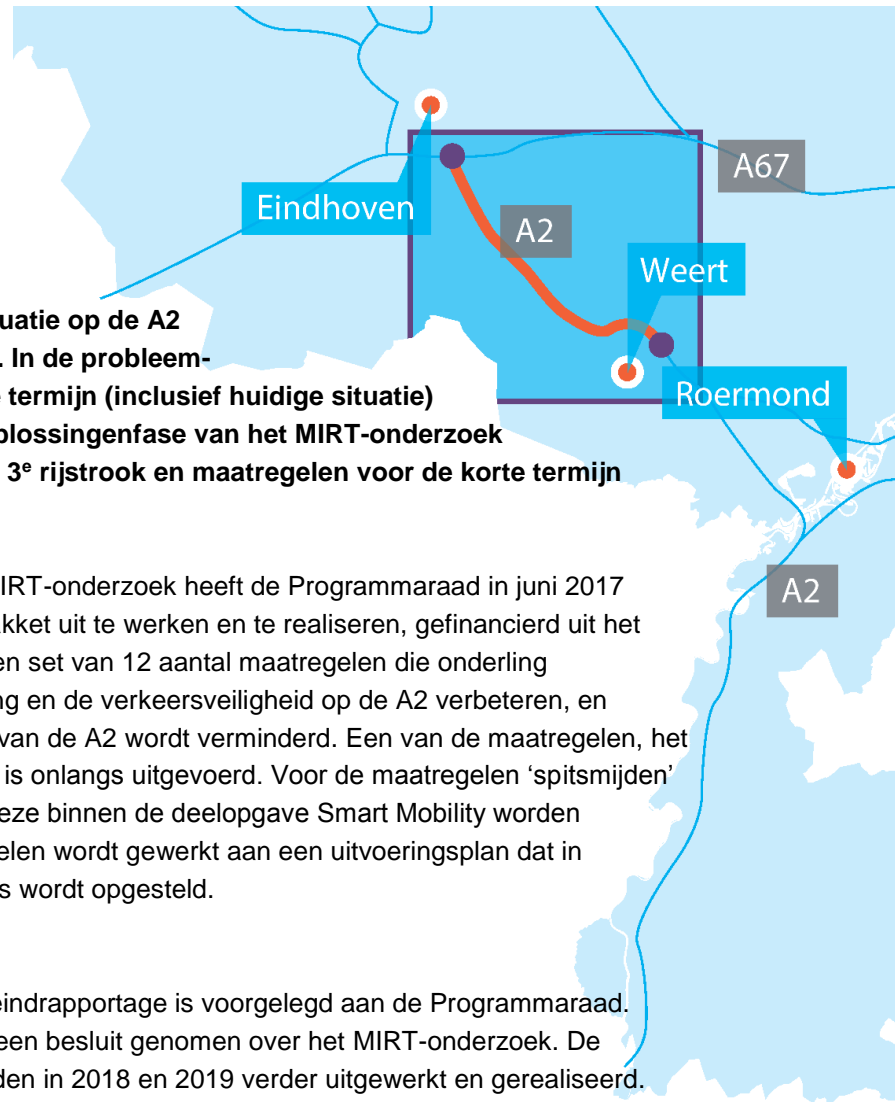 A67
Eindhoven
A2
Weert
uatie op de A2
. In de probleem-
e termijn (inclusief huidige situatie)
Roermond
plossingenfase van het MIRT-onderzoek
3e rijstrook en maatregelen voor de korte termijn
MIRT-onderzoek heeft de Programmaraad in juni 2017
A2
akket uit te werken en te realiseren, gefinancierd uit het
en set van 12 aantal maatregelen die onderling
ng en de verkeersveiligheid op de A2 verbeteren, en
van de A2 wordt verminderd. Een van de maatregelen, het
is onlangs uitgevoerd. Voor de maatregelen ‘spitsmijden’
eze binnen de deelopgave Smart Mobility worden
elen wordt gewerkt aan een uitvoeringsplan dat in
s wordt opgesteld.
eindrapportage is voorgelegd aan de Programmaraad.
een besluit genomen over het MIRT-onderzoek. De
den in 2018 en 2019 verder uitgewerkt en gerealiseerd.